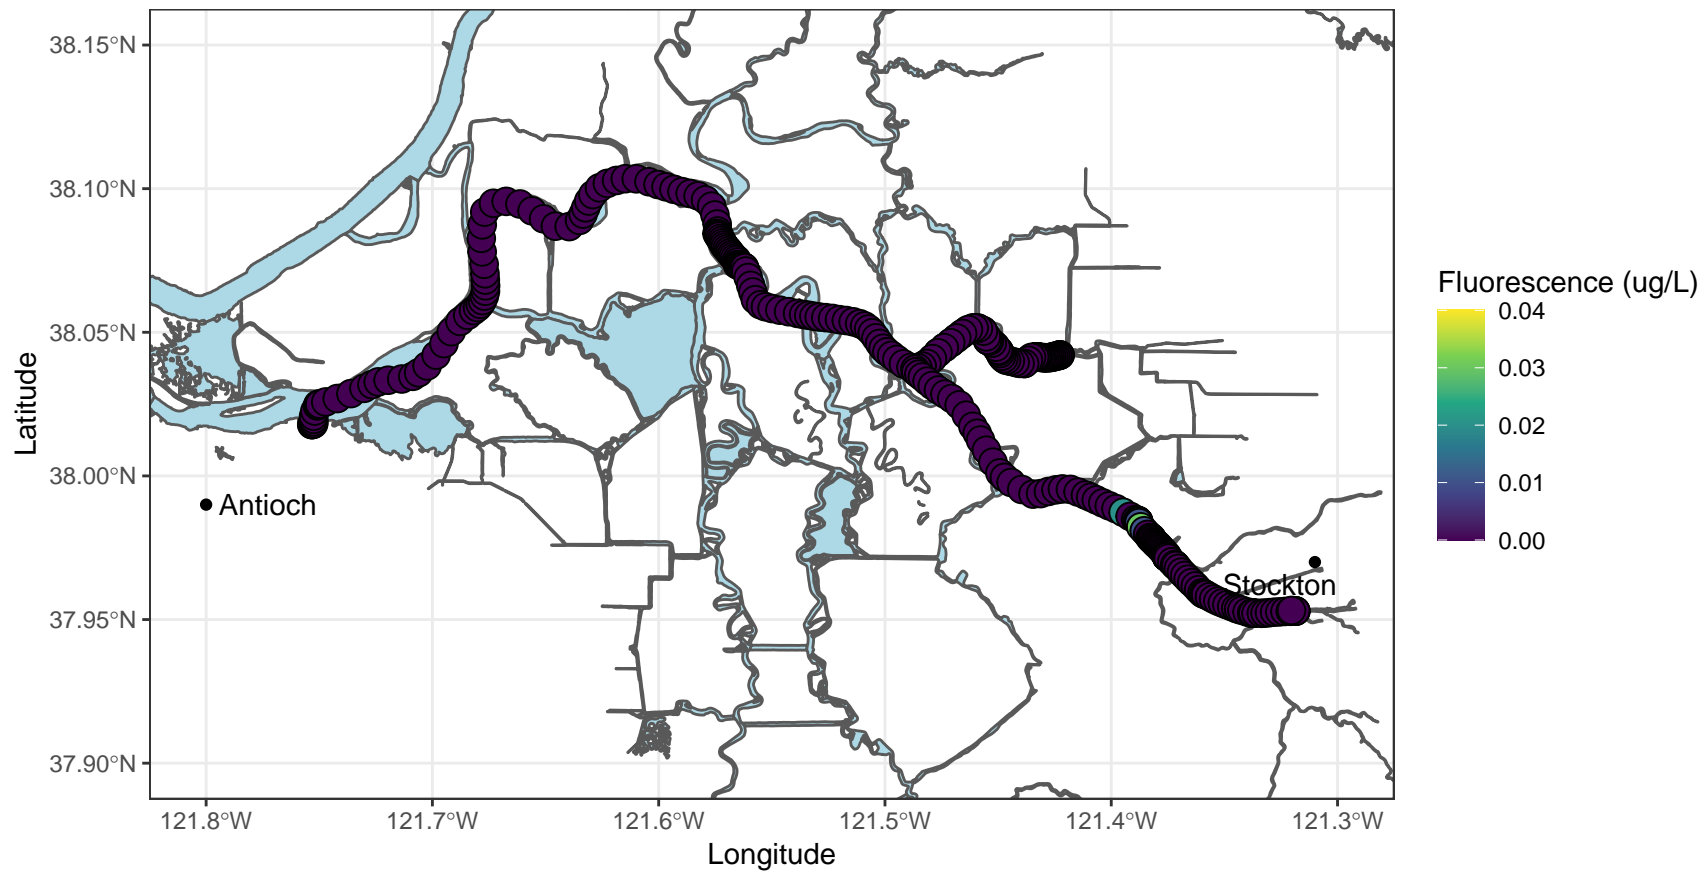 38.15°N
38.10°N
38.05°N
38.00°N
37.95°N
37.90°N
Latitude
Antioch
Stockton
121.8°W 121.7°W 121.6°W 121.5°W 121.4°W 121.3°W
Longitude
Fluorescence (ug/L)
0.04
0.03
0.02
0.01
0.00